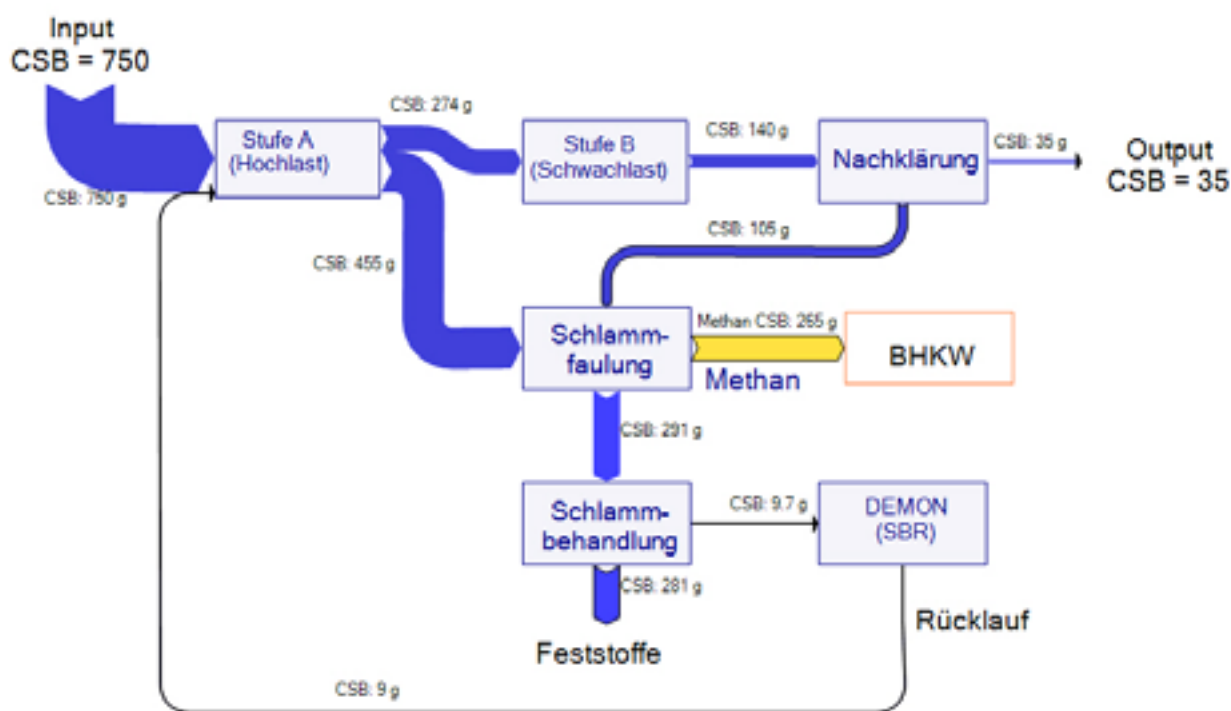 Input
CSB = 750
CSB: 750 g
Stufe A
(Hochlast)
CSB: 274 g
Stufe B
(Schwachlast)
CSB: 140 g
Nachklärung
CSB: 35 g
Output
CSB = 35
CSB: 105 g
CSB: 455 g
Schlamm-
faulung
Methan CSB: 265 g
Methan
BHKW
CSB: 291 g
Schlamm-
behandlung
CSB: 9.7 g
DEMON
(SBR)
CSB: 281 g
Feststoffe
Rücklauf
CSB: 9 g